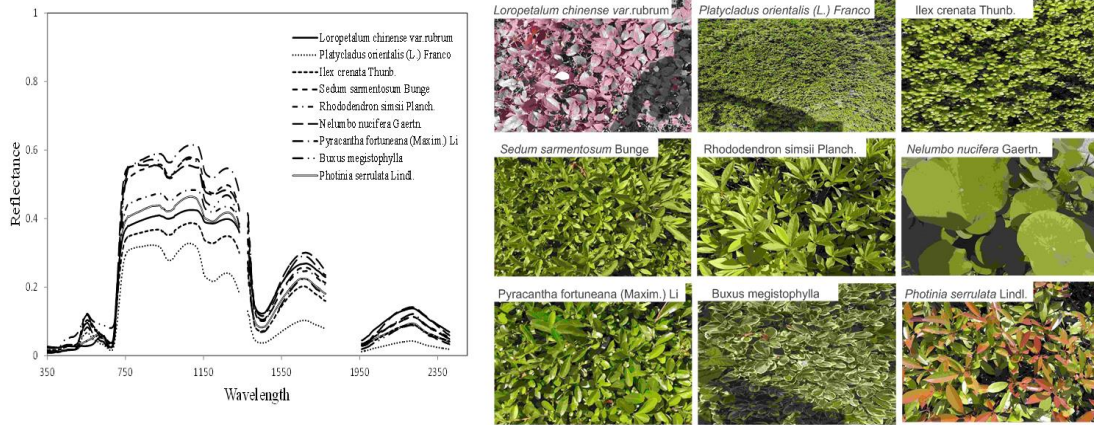 1
0.8
0.6
0.4
0.2
0
Reflectance
350
750
1150
1550
1950
2350
Wavelength
Loropetalum chinense var.rubrum
Platycladus orientalis (L.) Franco
Ilex crenata Thunb.
Sedum sarmentosum Bunge
Rhododendron simsii Planch.
Nelumbo nucifera Gaertn.
Pyracantha fortuneana (Maxim.) Li
Buxus megistophylla
Photinia serrulata Lindl.
Loropetalum chinense var.rubrum
Platycladus orientalis (L.) Franco
Ilex crenata Thunb.
Sedum sarmentosum Bunge
Rhododendron simsii Planch.
Nelumbo nucifera Gaertn.
Pyracantha fortuneana (Maxim.) Li
Buxus megistophylla
Photinia serrulata Lindl.